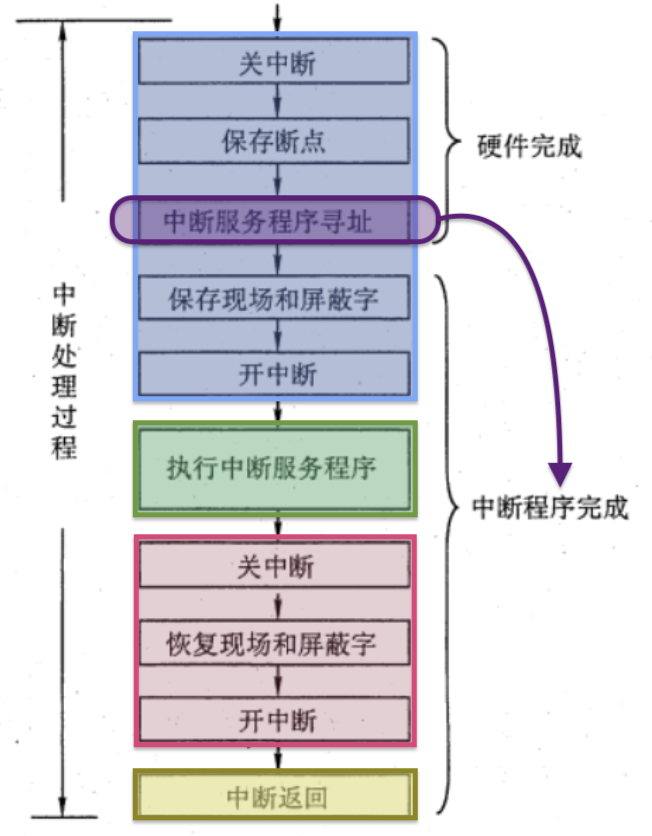 关中断
保存断点
硬件完成
中断服务程序寻址
保存现场和屏蔽字
开中断
中断处理过程
执行中断服务程序
中断程序完成
关中断
恢复现场和屏蔽字
开中断
中断返回